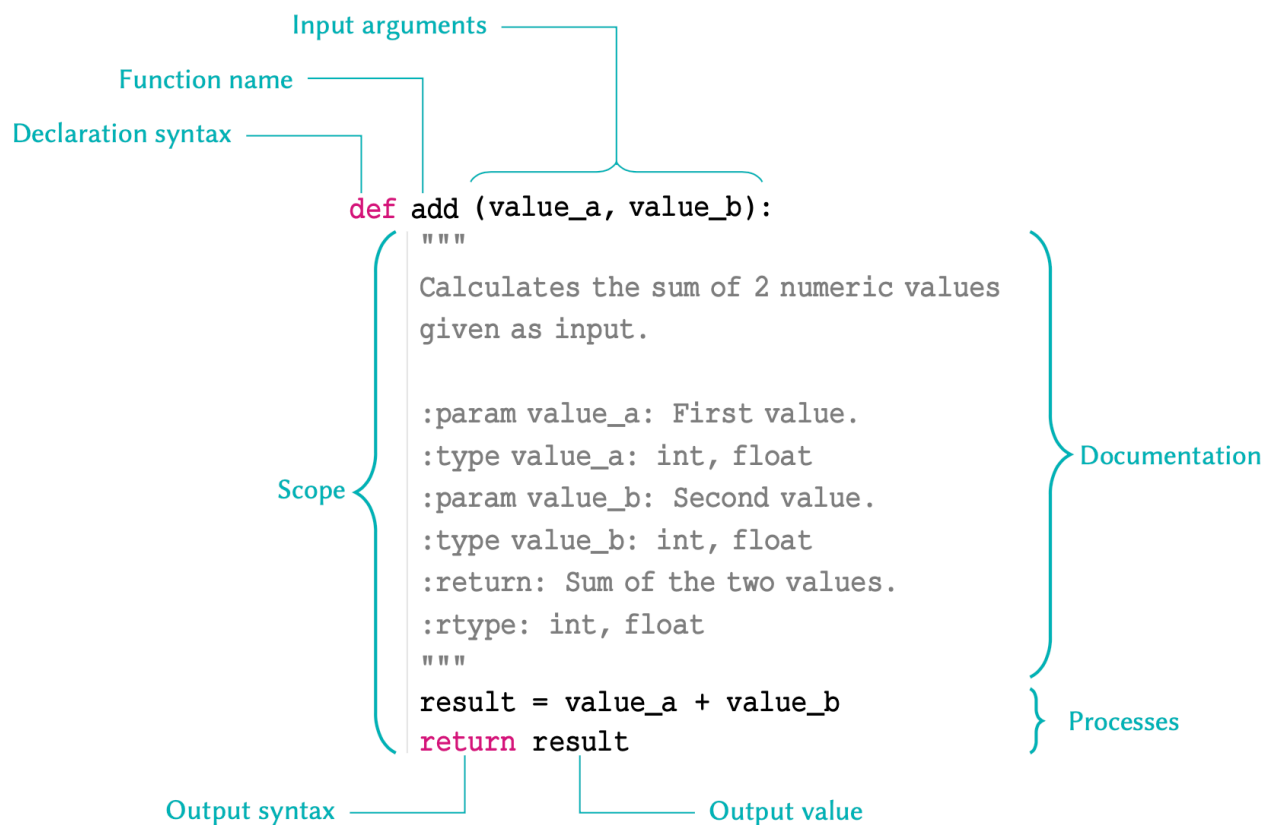 Input arguments
Function name
Declaration syntax
def add (value_a, value_b):
"""
Calculates the sum of 2 numeric values
given as input.
:param value_a: First value.
:type value_a: int, float
Documentation
Scope
:param value_b: Second value.
:type value_b: int, float
:return: Sum of the two values.
:rtype: int, float
"""
result = value_a + value_b
Processes
return result
Output syntax
Output value